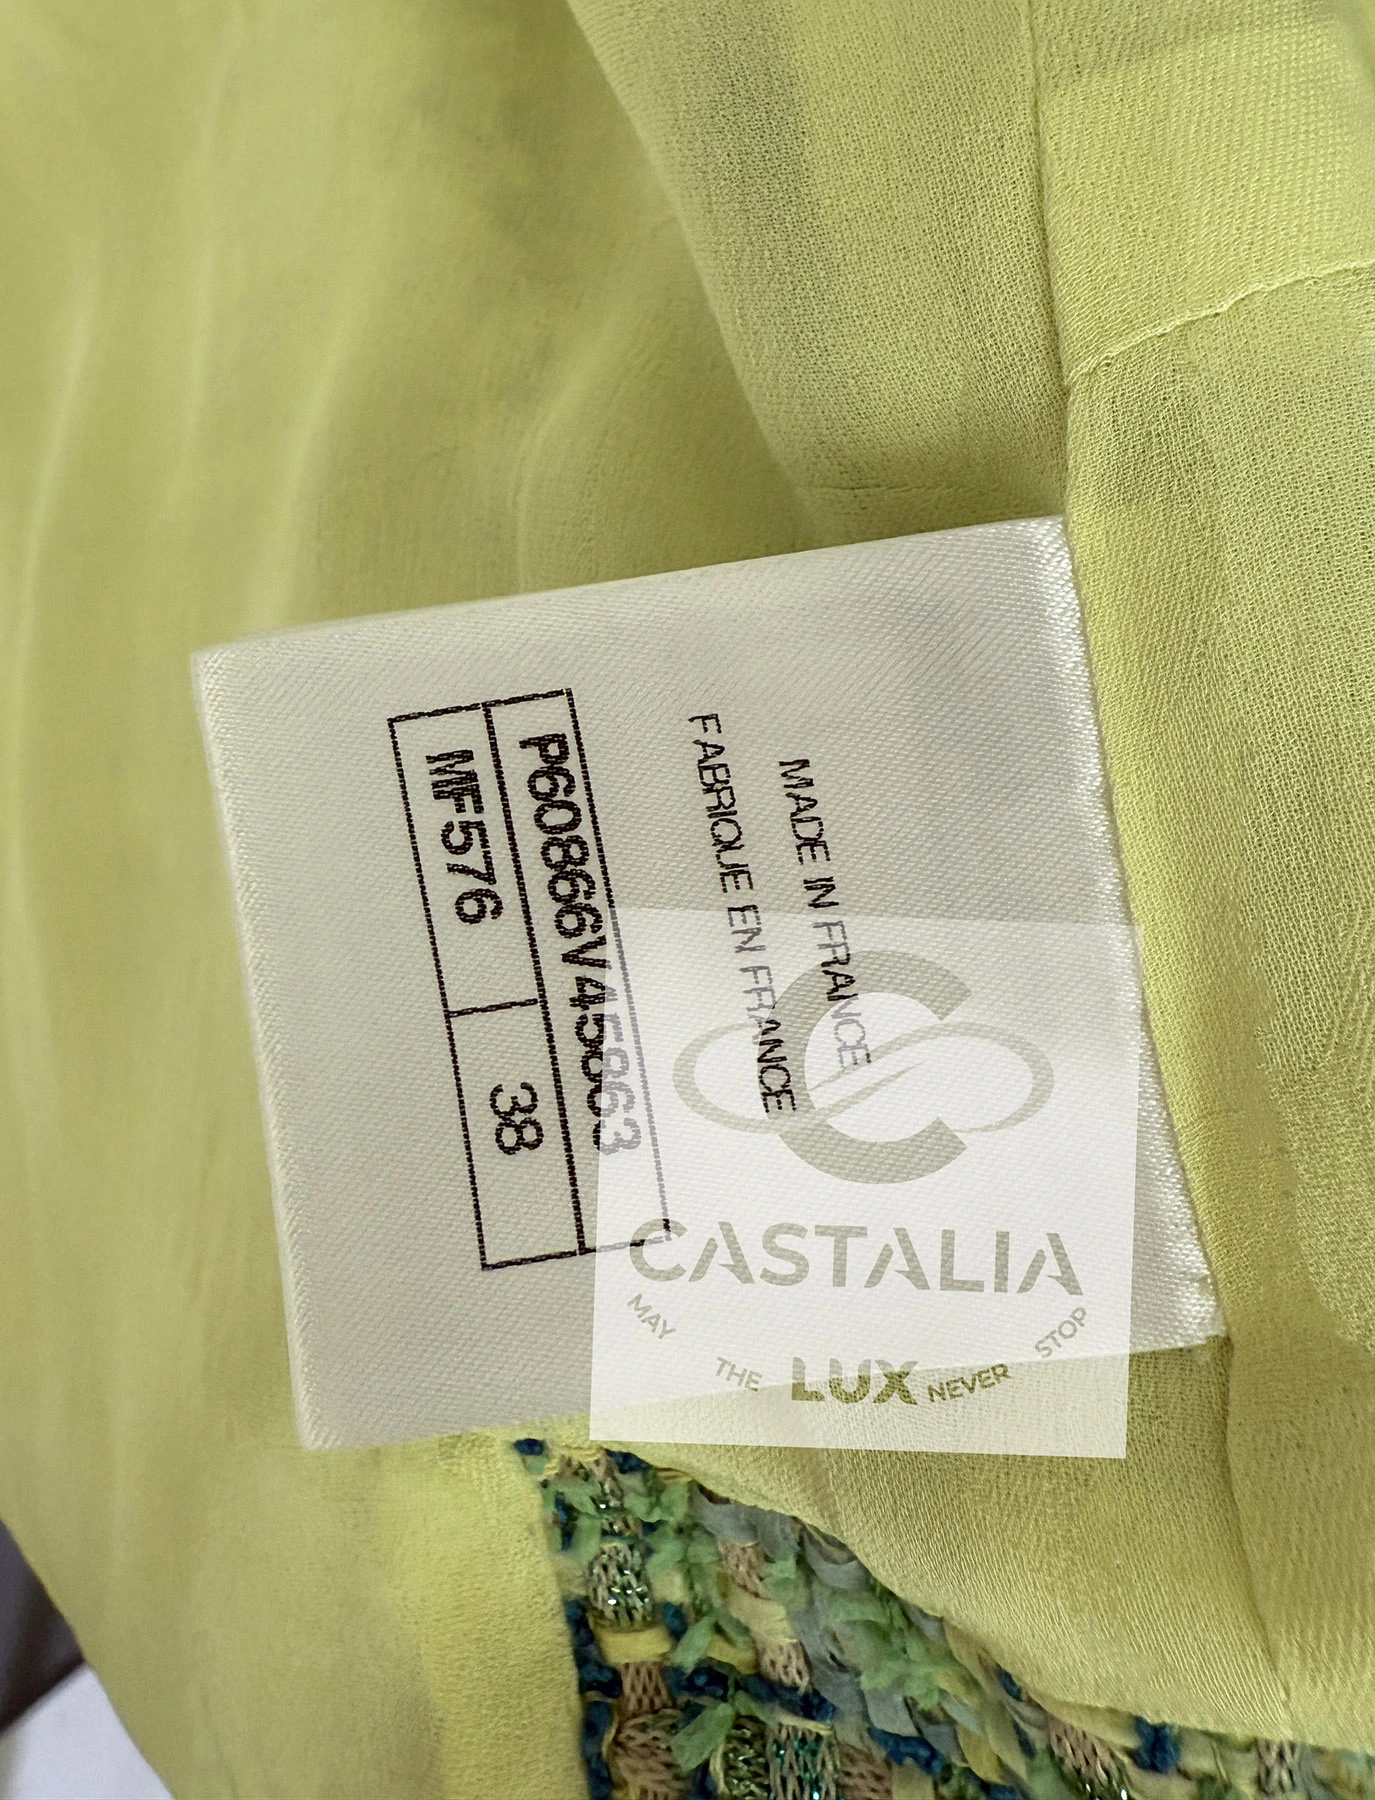 MADE IN FRANCE
FABRIQUE EN FRANCE
P60866V45863
MF576 38
CASTALIA
MAY THE LUX NEVER STOP